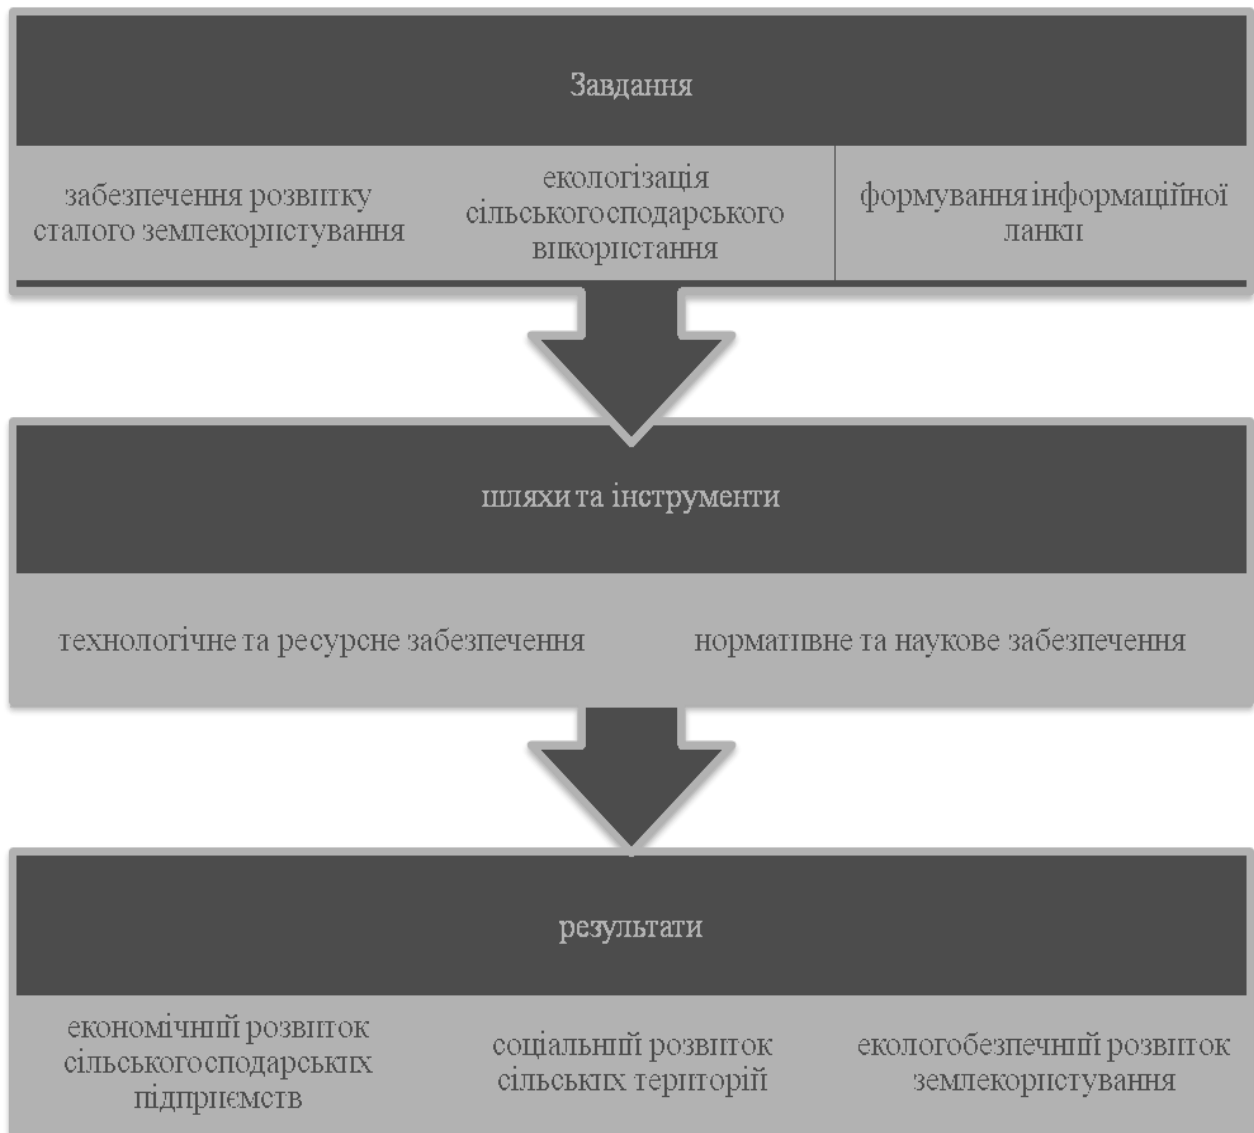 Завдання
забезпечення розвитку
сталого землекористування
екологізація
сільськогосподарського
використання
формування інформаційної
ланки
шляхи та інструменти
технологічне та ресурсне забезпечення
нормативне та наукове забезпечення
результати
економічний розвиток
сільськогосподарських
підприємств
соціальний розвиток
сільських територій
екологобезпечний розвиток
землекористування